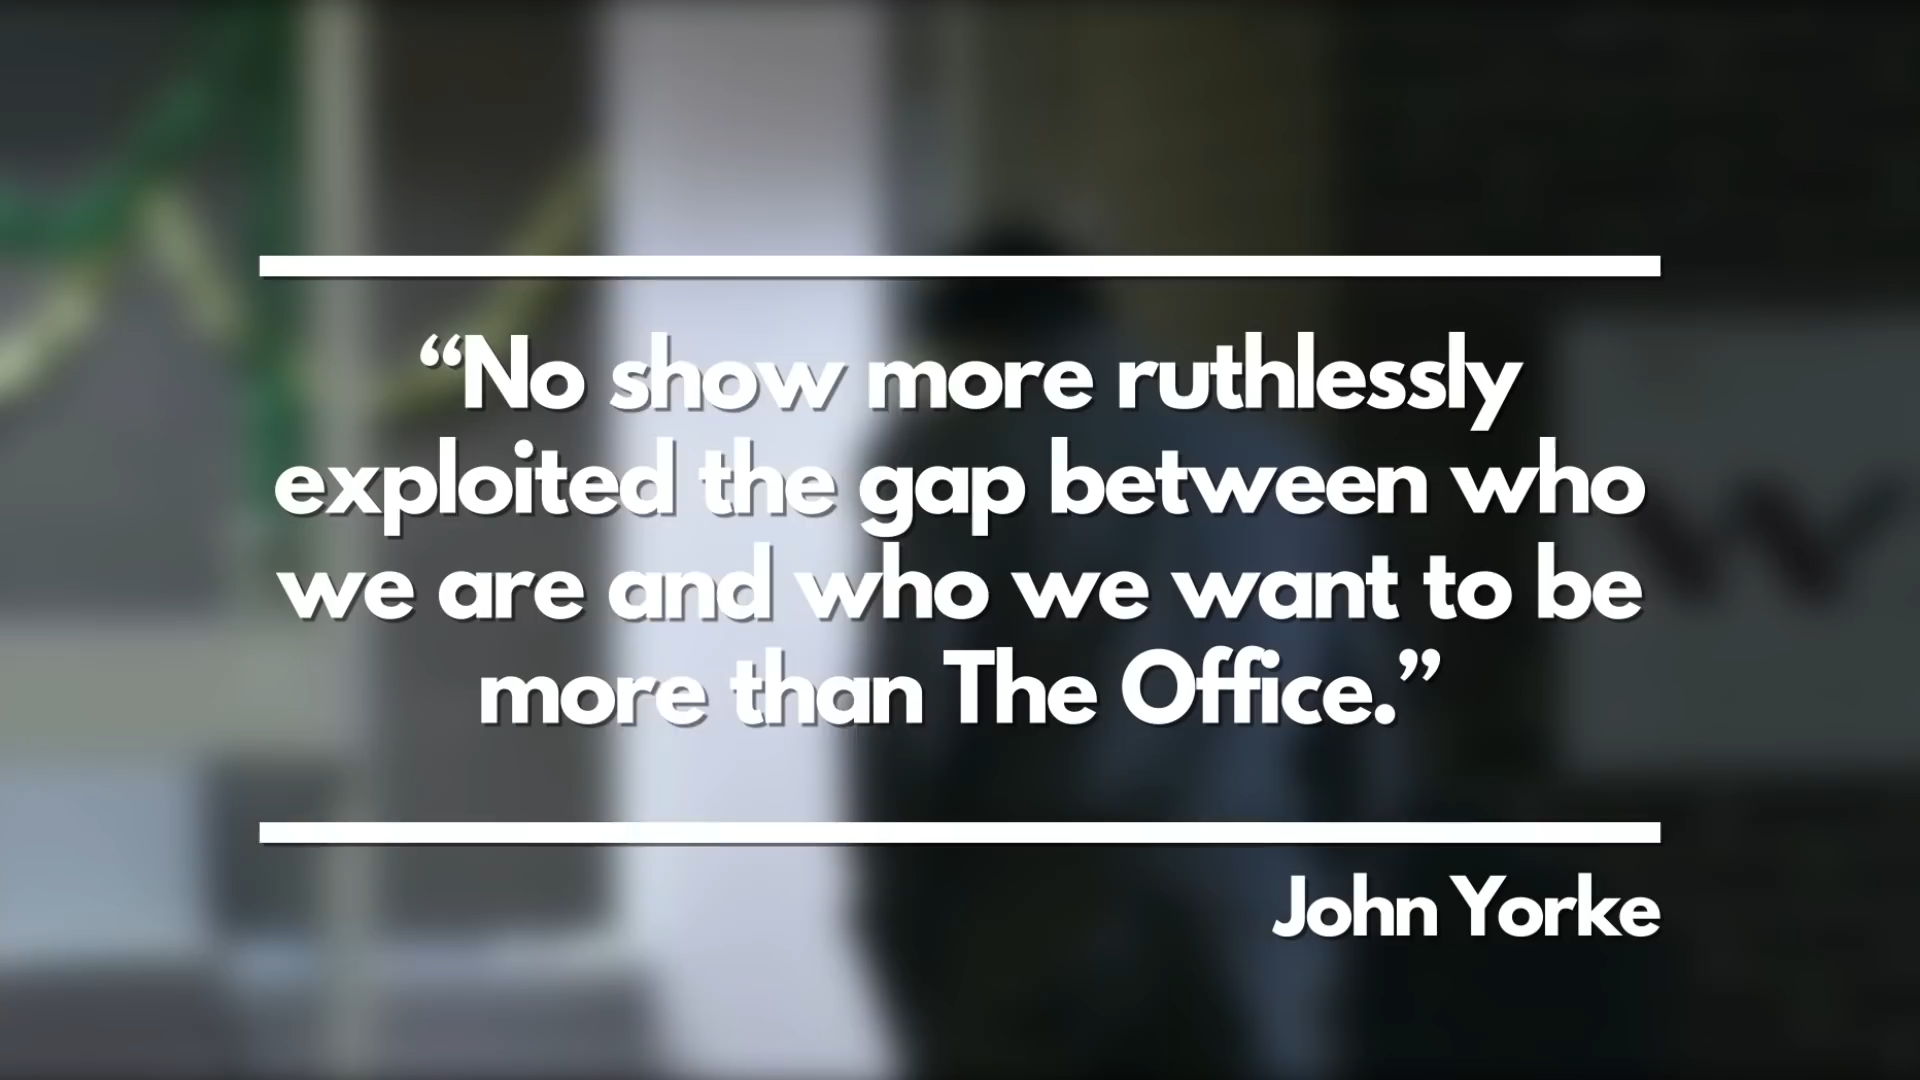 “No show more ruthlessly
exploited the gap between who
we are and who we want to be
more than The Office.”
John Yorke